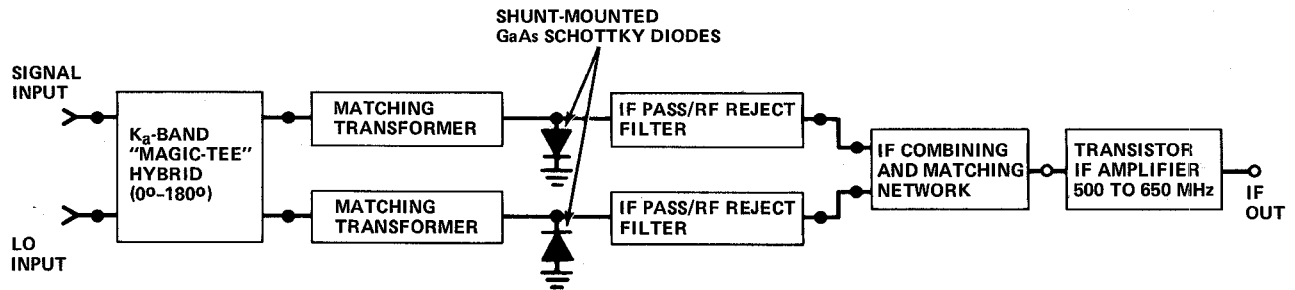 SHUNT-MOUNTED
GaAs SCHOTTKY DIODES
SIGNAL
INPUT
Ka-BAND
"MAGIC-TEE"
HYBRID
(0º–180º)
LO
INPUT
MATCHING
TRANSFORMER
IF PASS/RF REJECT
FILTER
MATCHING
TRANSFORMER
IF PASS/RF REJECT
FILTER
IF COMBINING
AND MATCHING
NETWORK
TRANSISTOR
IF AMPLIFIER
500 TO 650 MHz
IF
OUT